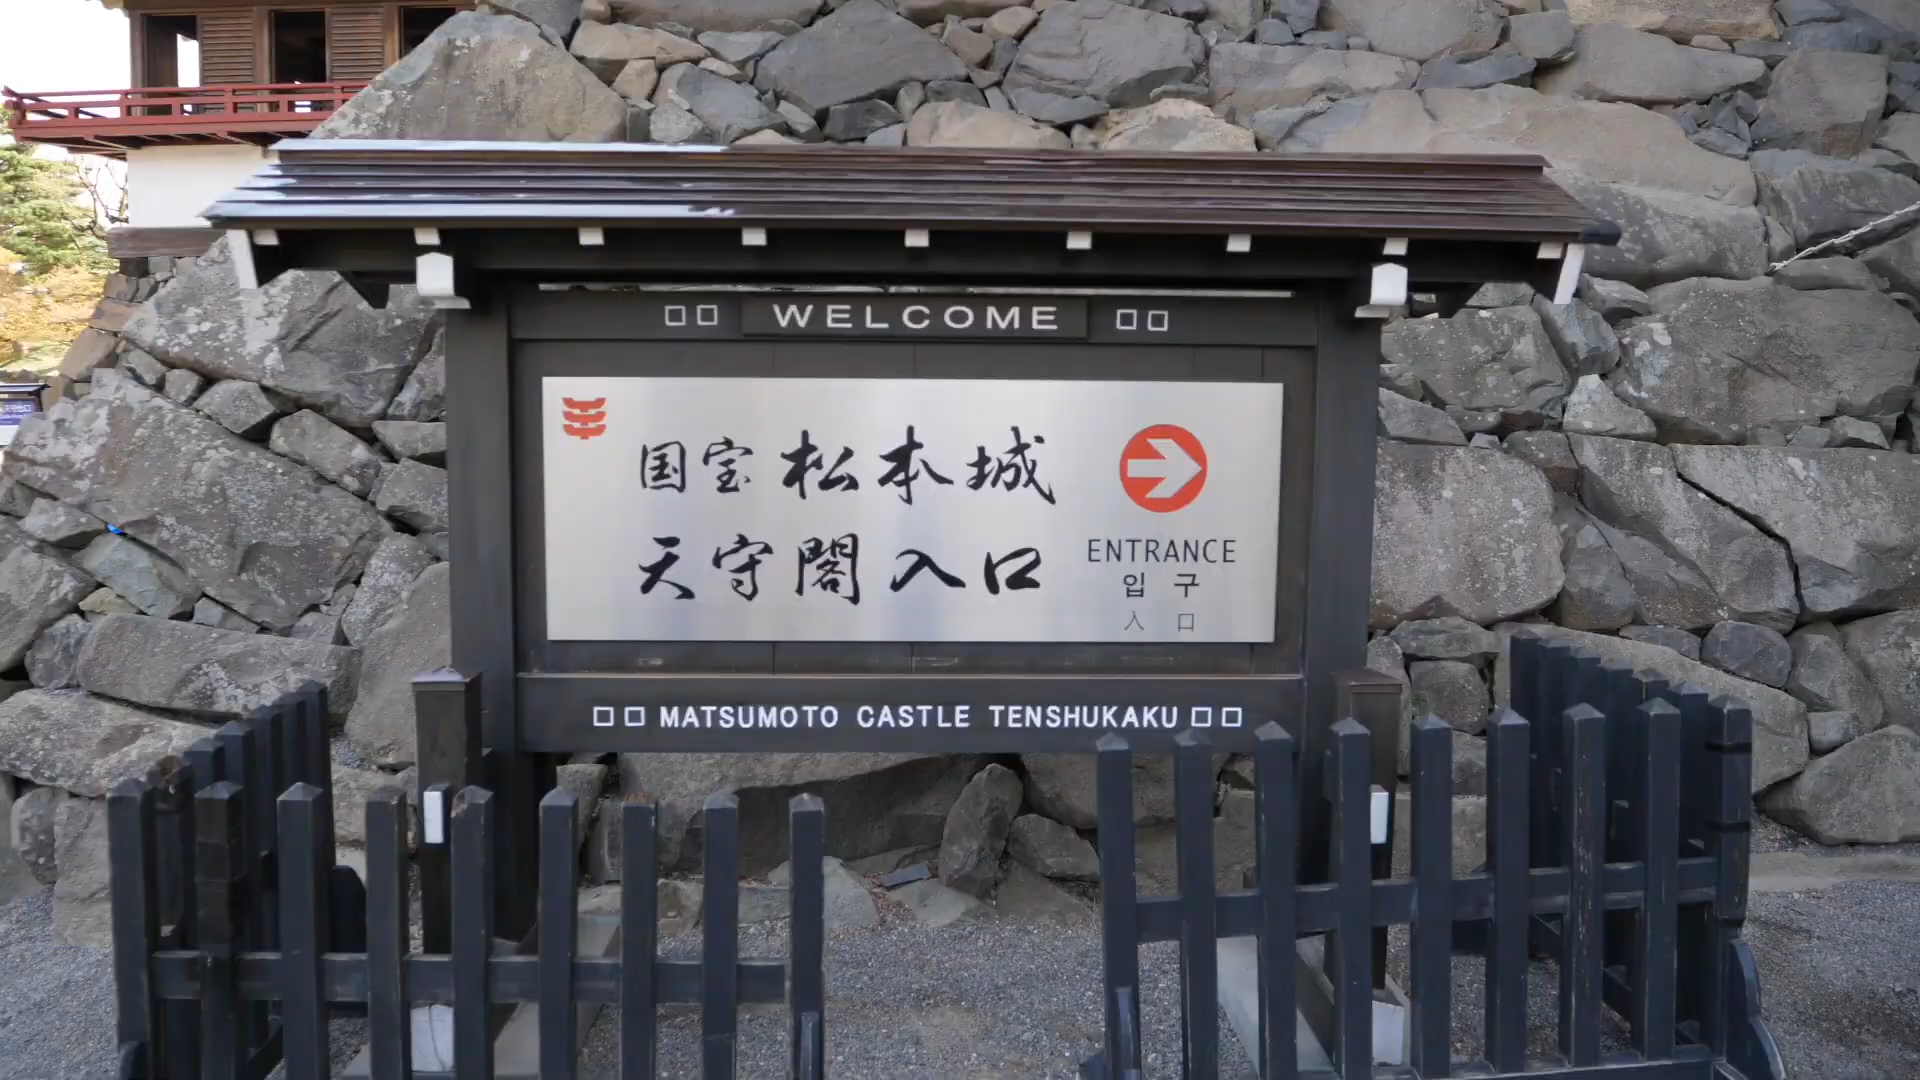 □□ WELCOME □□
国宝 松本城
天守閣入口
ENTRANCE
입구
入口
□□ MATSUMOTO CASTLE TENSHUKAKU □□